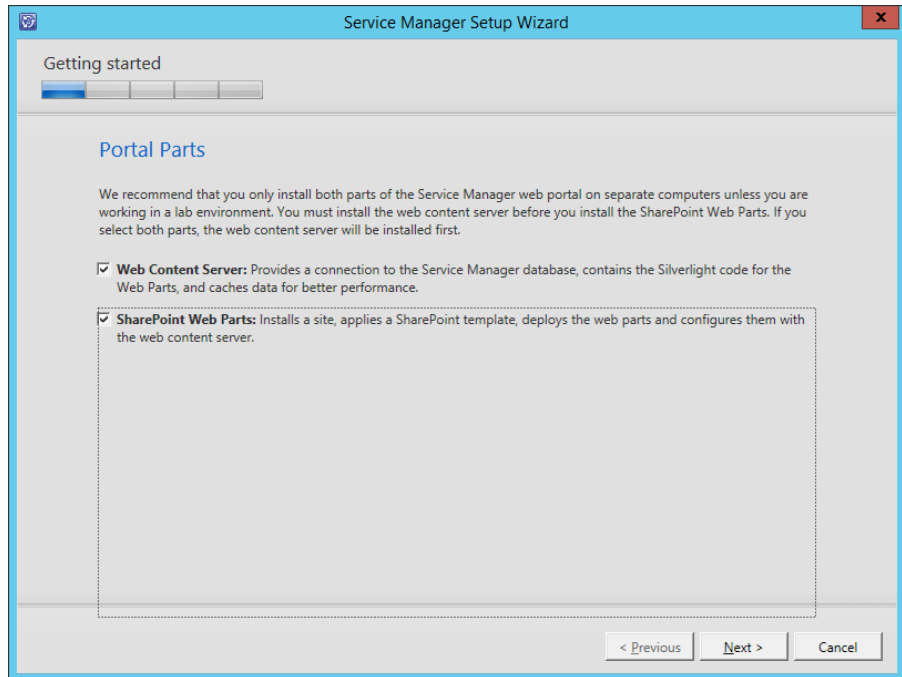 Service Manager Setup Wizard
x
Getting started
Portal Parts
We recommend that you only install both parts of the Service Manager web portal on separate computers unless you are
working in a lab environment. You must install the web content server before you install the SharePoint Web Parts. If you
select both parts, the web content server will be installed first.
Web Content Server: Provides a connection to the Service Manager database, contains the Silverlight code for the
Web Parts, and caches data for better performance.
SharePoint Web Parts: Installs a site, applies a SharePoint template, deploys the web parts and configures them with
the web content server.
< Previous Next > Cancel